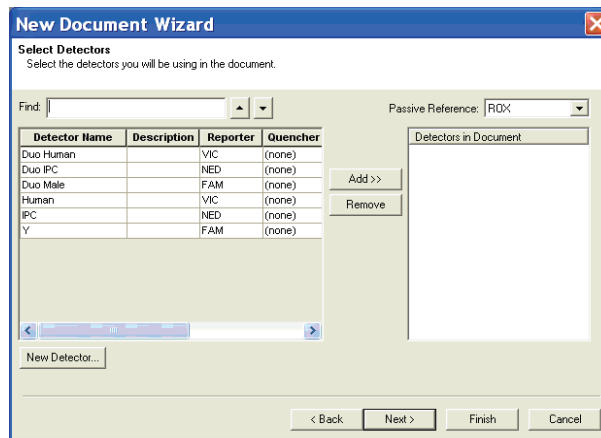 New Document Wizard
Select Detectors
Select the detectors you will be using in the document.
Find:
Passive Reference: ROX
Detector Name Description Reporter Quencher
Duo Human VIC (none)
Duo IPC NED (none)
Duo Male FAM (none)
Human VIC (none)
IPC NED (none)
Y FAM (none)
Add >>
Remove
Detectors in Document
New Detector...
< Back Next > Finish Cancel